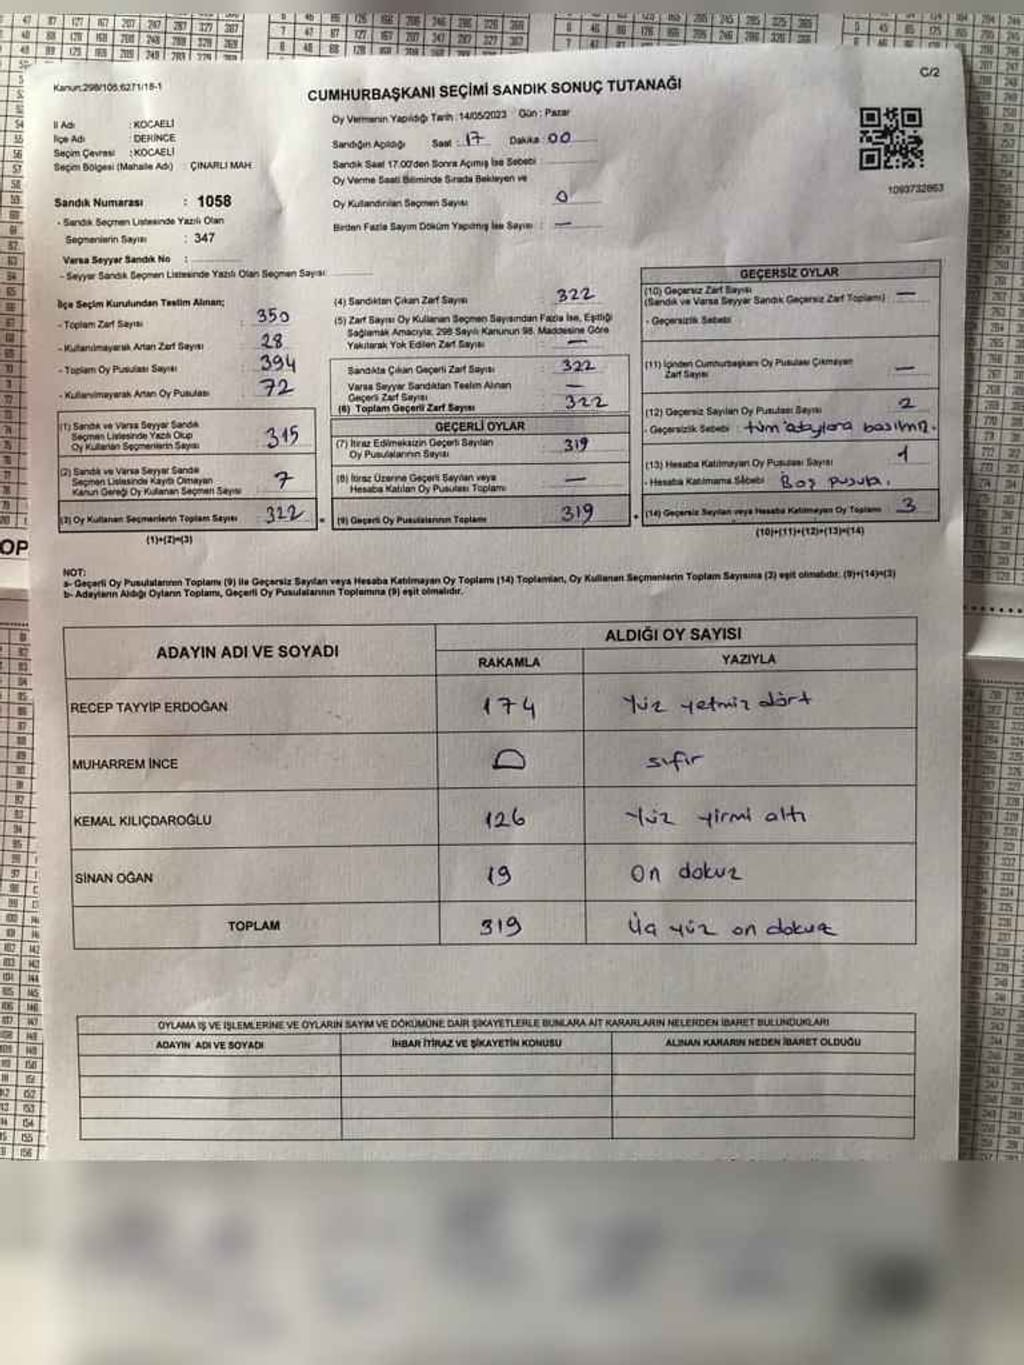 C/2
Kanun:298/105.6271/18-1
CUMHURBAŞKANI SEÇİMİ SANDIK SONUÇ TUTANAĞI
İl Adı : KOCAELİ
İlçe Adı : DERİNCE
Seçim Çevresi : KOCAELİ
Seçim Bölgesi (Mahalle Adı) : ÇINARLI MAH
Sandık Numarası : 1058
- Sandık Seçmen Listesinde Yazılı Olan
Seçmenlerin Sayısı : 347
Varsa Seyyar Sandık No :
- Seyyar Sandık Seçmen Listesinde Yazılı Olan Seçmen Sayısı
Oy Vermenin Yapıldığı Tarih : 14/05/2023 Gün : Pazar
Sandığın Açıldığı Saat : 17 Dakika : 00
Sandık Saat 17.00'den Sonra Açımış İse Sebebi
Oy Verme Saati Bitiminde Sırada Bekleyen ve
Oy Kullandırılan Seçmen Sayısı 0
Birden Fazla Sayım Döküm Yapılmış İse Sayısı : —
1093732863
İlçe Seçim Kurulundan Teslim Alınan;
- Toplam Zarf Sayısı : 350
- Kullanılmayarak Artan Zarf Sayısı : 28
- Toplam Oy Pusulası Sayısı : 394
- Kullanılmayarak Artan Oy Pusulası : 72
(1) Sandık ve Varsa Seyyar Sandık
Seçmen Listesinde Yazılı Olup
Oy Kullanan Seçmenlerin Sayısı 315
(2) Sandık ve Varsa Seyyar Sandık
Seçmen Listesinde Kayıtlı Olmayan
Kanun Gereği Oy Kullanan Seçmen Sayısı 7
(3) Oy Kullanan Seçmenlerin Toplam Sayısı 322
(1)+(2)=(3)
(4) Sandıktan Çıkan Zarf Sayısı : 322
(5) Zarf Sayısı Oy Kullanan Seçmen Sayısından Fazla İse, Eşitliği
Sağlamak Amacıyla; 298 Sayılı Kanunun 98. Maddesine Göre
Yakılarak Yok Edilen Zarf Sayısı : —
Sandıkta Çıkan Geçerli Zarf Sayısı : 322
Varsa Seyyar Sandıktan Teslim Alınan
Geçerli Zarf Sayısı : —
(6) Toplam Geçerli Zarf Sayısı : 322
GEÇERLİ OYLAR
(7) İtiraz Edilmeksizin Geçerli Sayılan
Oy Pusulalarının Sayısı : 319
(8) İtiraz Üzerine Geçerli Sayılan veya
Hesaba Katılan Oy Pusulası Toplamı : —
(9) Geçerli Oy Pusulalarının Toplamı : 319
GEÇERSİZ OYLAR
(10) Geçersiz Zarf Sayısı
(Sandık ve Varsa Seyyar Sandık Geçersiz Zarf Toplamı) : —
- Geçersizlik Sebebi :
(11) İçinden Cumhurbaşkanı Oy Pusulası Çıkmayan
Zarf Sayısı : —
(12) Geçersiz Sayılan Oy Pusulası Sayısı : 2
- Geçersizlik Sebebi : tüm adaylara basılmış.
(13) Hesaba Katılmayan Oy Pusulası Sayısı : 1
- Hesaba Katılmama Sebebi : Boş pusula.
(14) Geçersiz Sayılan veya Hesaba Katılmayan Oy Toplamı : 3
(10)+(11)+(12)+(13)=(14)
NOT:
a- Geçerli Oy Pusulalarının Toplamı (9) ile Geçersiz Sayılan veya Hesaba Katılmayan Oy Toplamı (14) Toplamları, Oy Kullanan Seçmenlerin Toplam Sayısına (3) eşit olmalıdır. (9)+(14)=(3)
b- Adayların Aldığı Oyların Toplamı, Geçerli Oy Pusulalarının Toplamına (9) eşit olmalıdır.
ADAYIN ADI VE SOYADI
ALDIĞI OY SAYISI
RAKAMLA YAZIYLA
RECEP TAYYİP ERDOĞAN 174 Yüz yetmiş dört
MUHARREM İNCE 0 sıfır
KEMAL KILIÇDAROĞLU 126 Yüz yirmi altı
SİNAN OĞAN 19 On dokuz
TOPLAM 319 Üç yüz on dokuz
OYLAMA İŞ VE İŞLEMLERİNE VE OYLARIN SAYIM VE DÖKÜMÜNE DAİR ŞİKAYETLERLE BUNLARA AİT KARARLARIN NELERDEN İBARET BULUNDUKLARI
ADAYIN ADI VE SOYADI İHBAR İTİRAZ VE ŞİKAYETİN KONUSU ALINAN KARARIN NEDEN İBARET OLDUĞU